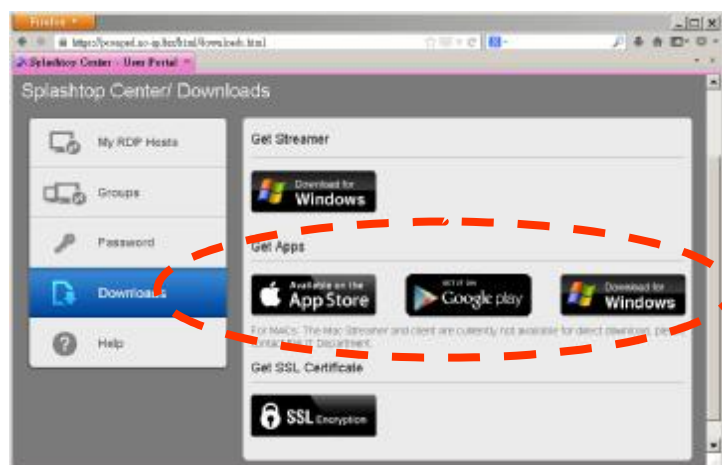 Firefox
Splashtop Center - User Portal
Splashtop Center/ Downloads
My RDP Hosts
Groups
Password
Downloads
Help
Get Streamer
Download for
Windows
Get Apps
Available on the
App Store
GET IT ON
Google play
Download for
Windows
For MACs: The Mac Streamer and client are currently not available for direct download, please
contact IT Department.
Get SSL Certificate
SSL Encryption